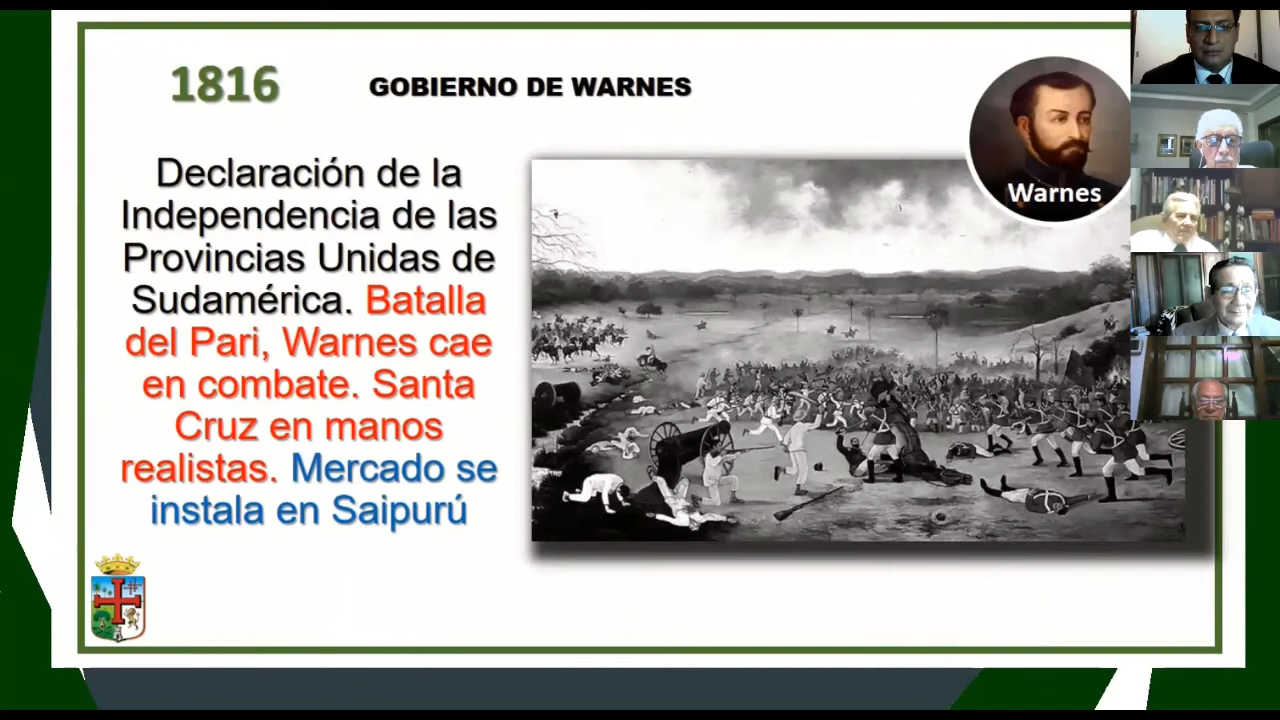 1816
GOBIERNO DE WARNES
Warnes
Declaración de la
Independencia de las
Provincias Unidas de
Sudamérica. Batalla
del Pari, Warnes cae
en combate. Santa
Cruz en manos
realistas. Mercado se
instala en Saipurú